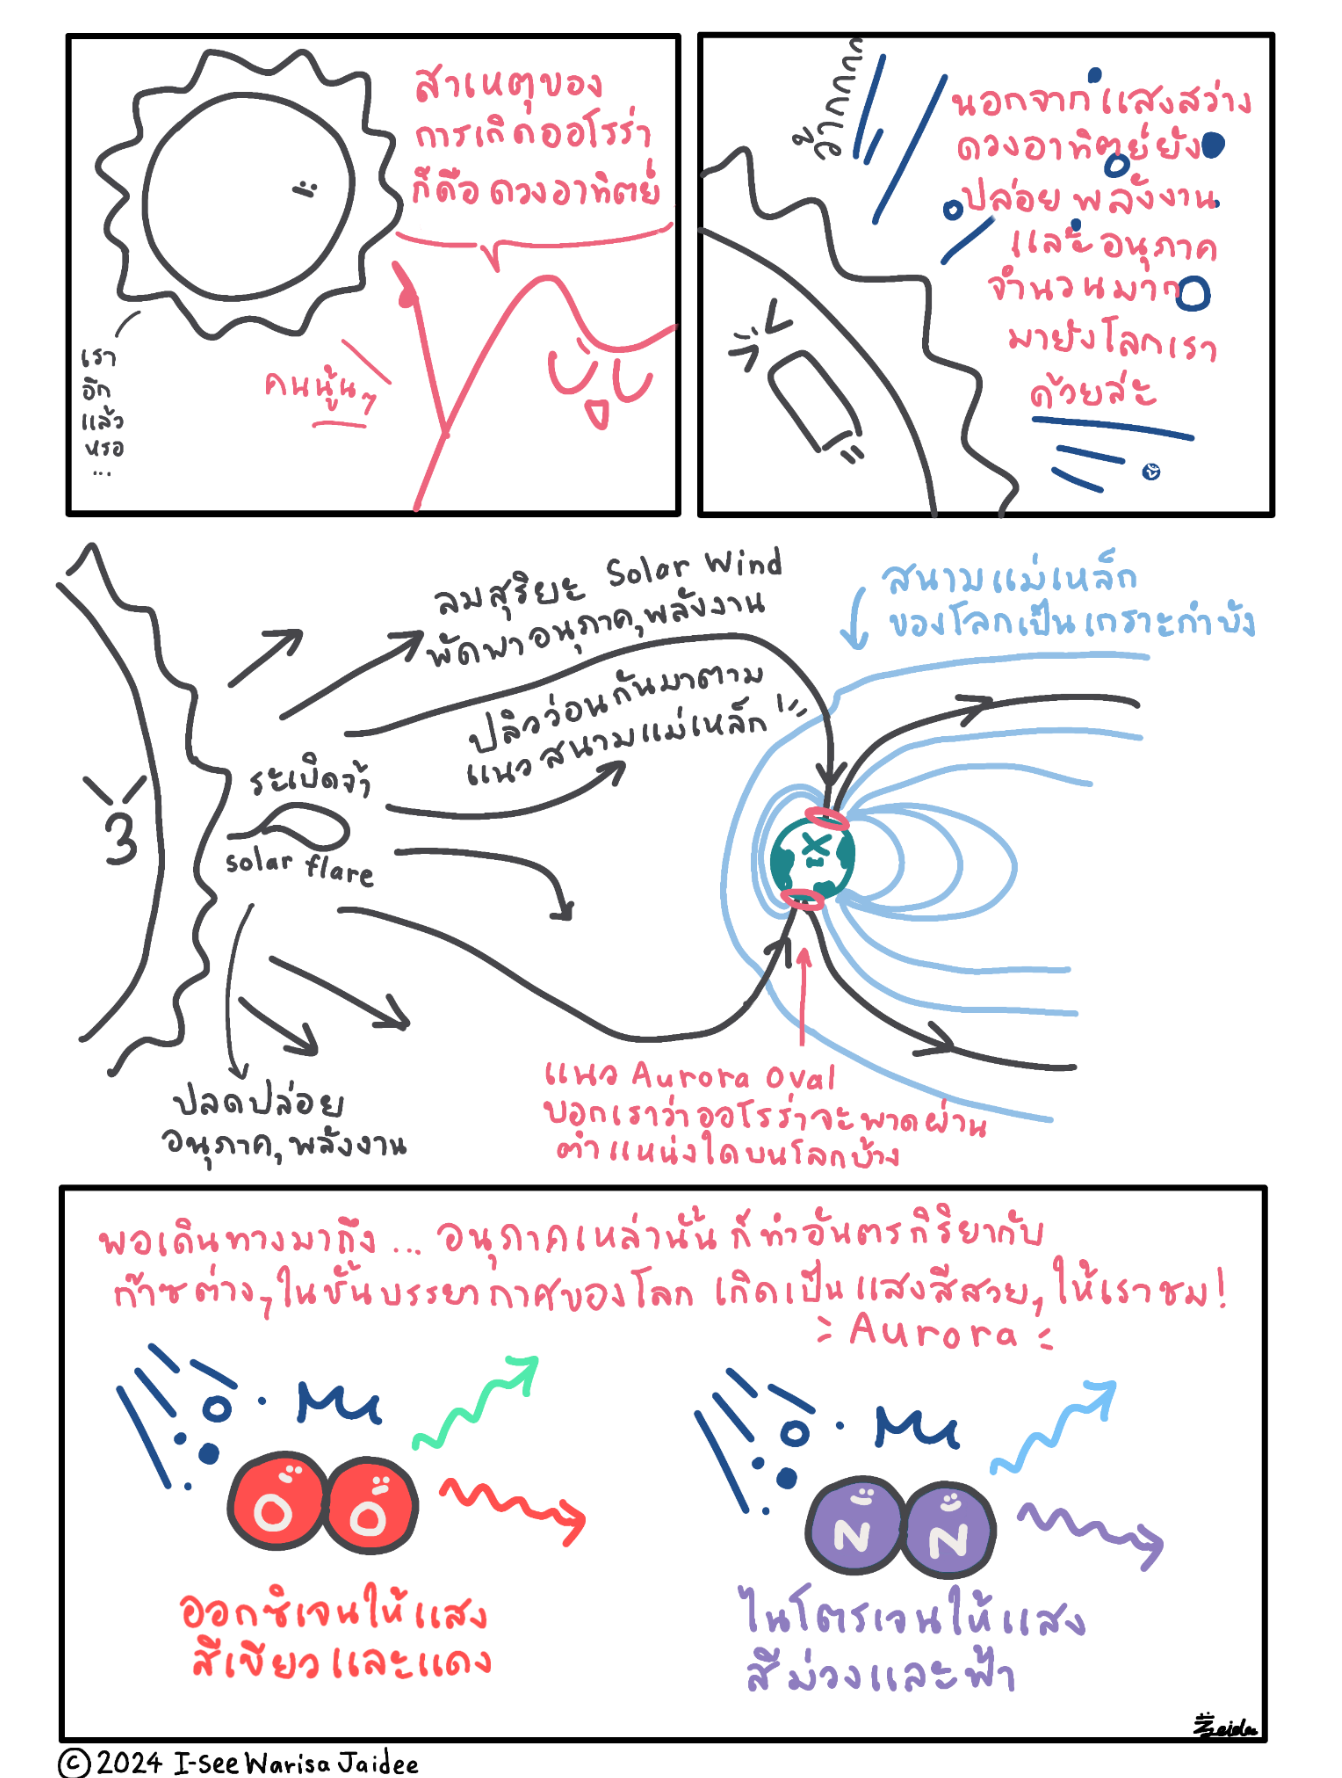 สาเหตุของ
การเกิดออโรร่า
ก็คือ ดวงอาทิตย์
เรา
อีก
แล้ว
หรอ
...
คนนู้นๆ
ว๊ากกกก
นอกจากแสงสว่าง
ดวงอาทิตย์ยัง
ปล่อย พลังงาน
และ อนุภาค
จำนวนมาก
มายังโลกเรา
ด้วยล่ะ
ลมสุริยะ Solar Wind
พัดพาอนุภาค,พลังงาน
ปลิวว่อนกันมาตาม
แนวสนามแม่เหล็ก
สนามแม่เหล็ก
ของโลกเป็นเกราะกำบัง
ระเบิดจ้า
solar flare
ปลดปล่อย
อนุภาค,พลังงาน
แนว Aurora Oval
บอกเราว่าออโรร่าจะพาดผ่าน
ตำแหน่งใดบนโลกบ้าง
พอเดินทางมาถึง ... อนุภาคเหล่านั้น ก็ทำอันตรกิริยากับ
ก๊าซต่างๆในชั้นบรรยากาศของโลก เกิดเป็นแสงสีสวยๆให้เราชม!
Aurora
O O
N N
ออกซิเจนให้แสง
สีเขียวและแดง
ไนโตรเจนให้แสง
สีม่วงและฟ้า
Jaidee
© 2024 I-See Warisa Jaidee